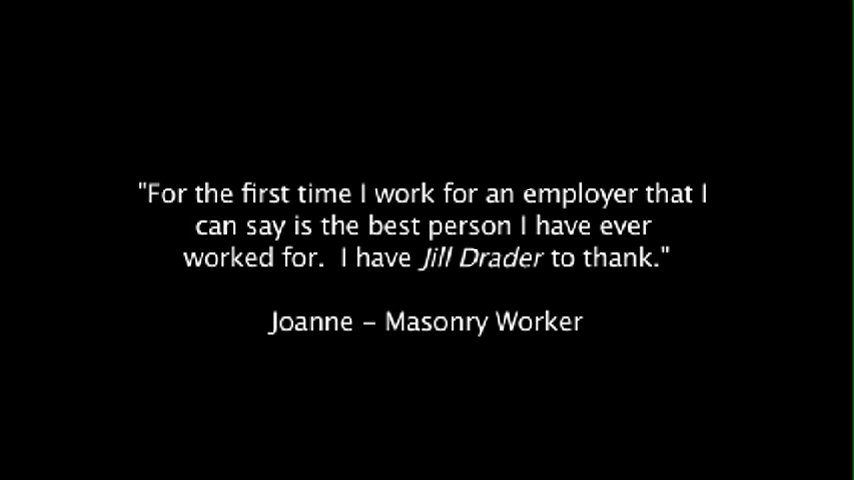 "For the first time I work for an employer that I
can say is the best person I have ever
worked for.  I have Jill Drader to thank."
Joanne – Masonry Worker